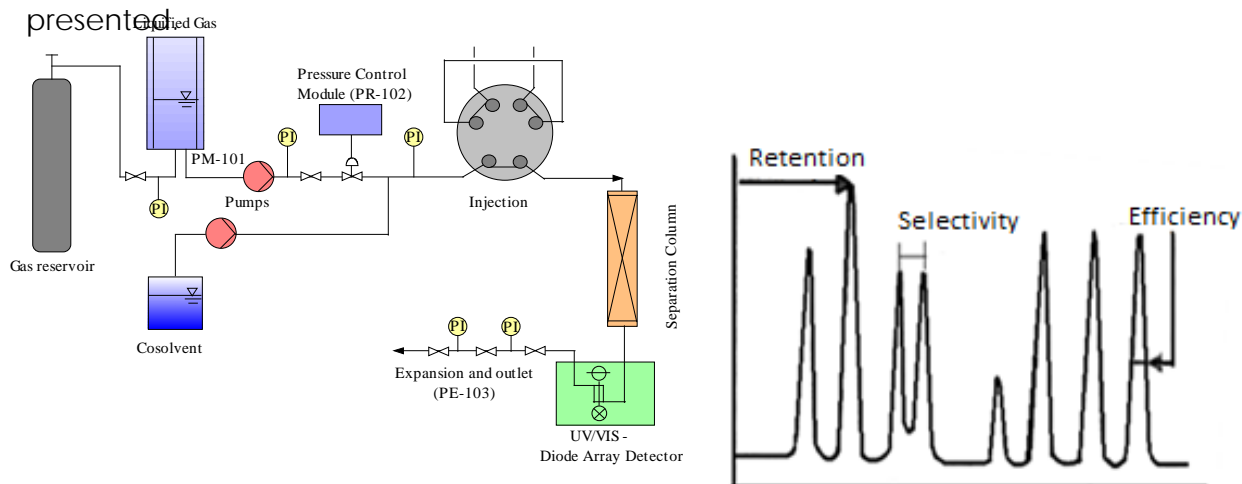 presented.
Liquified Gas
Pressure Control
Module (PR-102)
PI
PI
PM-101
Pumps
PI
Injection
Gas reservoir
Cosolvent
Separation Column
PI
PI
Expansion and outlet
(PE-103)
UV/VIS -
Diode Array Detector
Retention
Selectivity
Efficiency